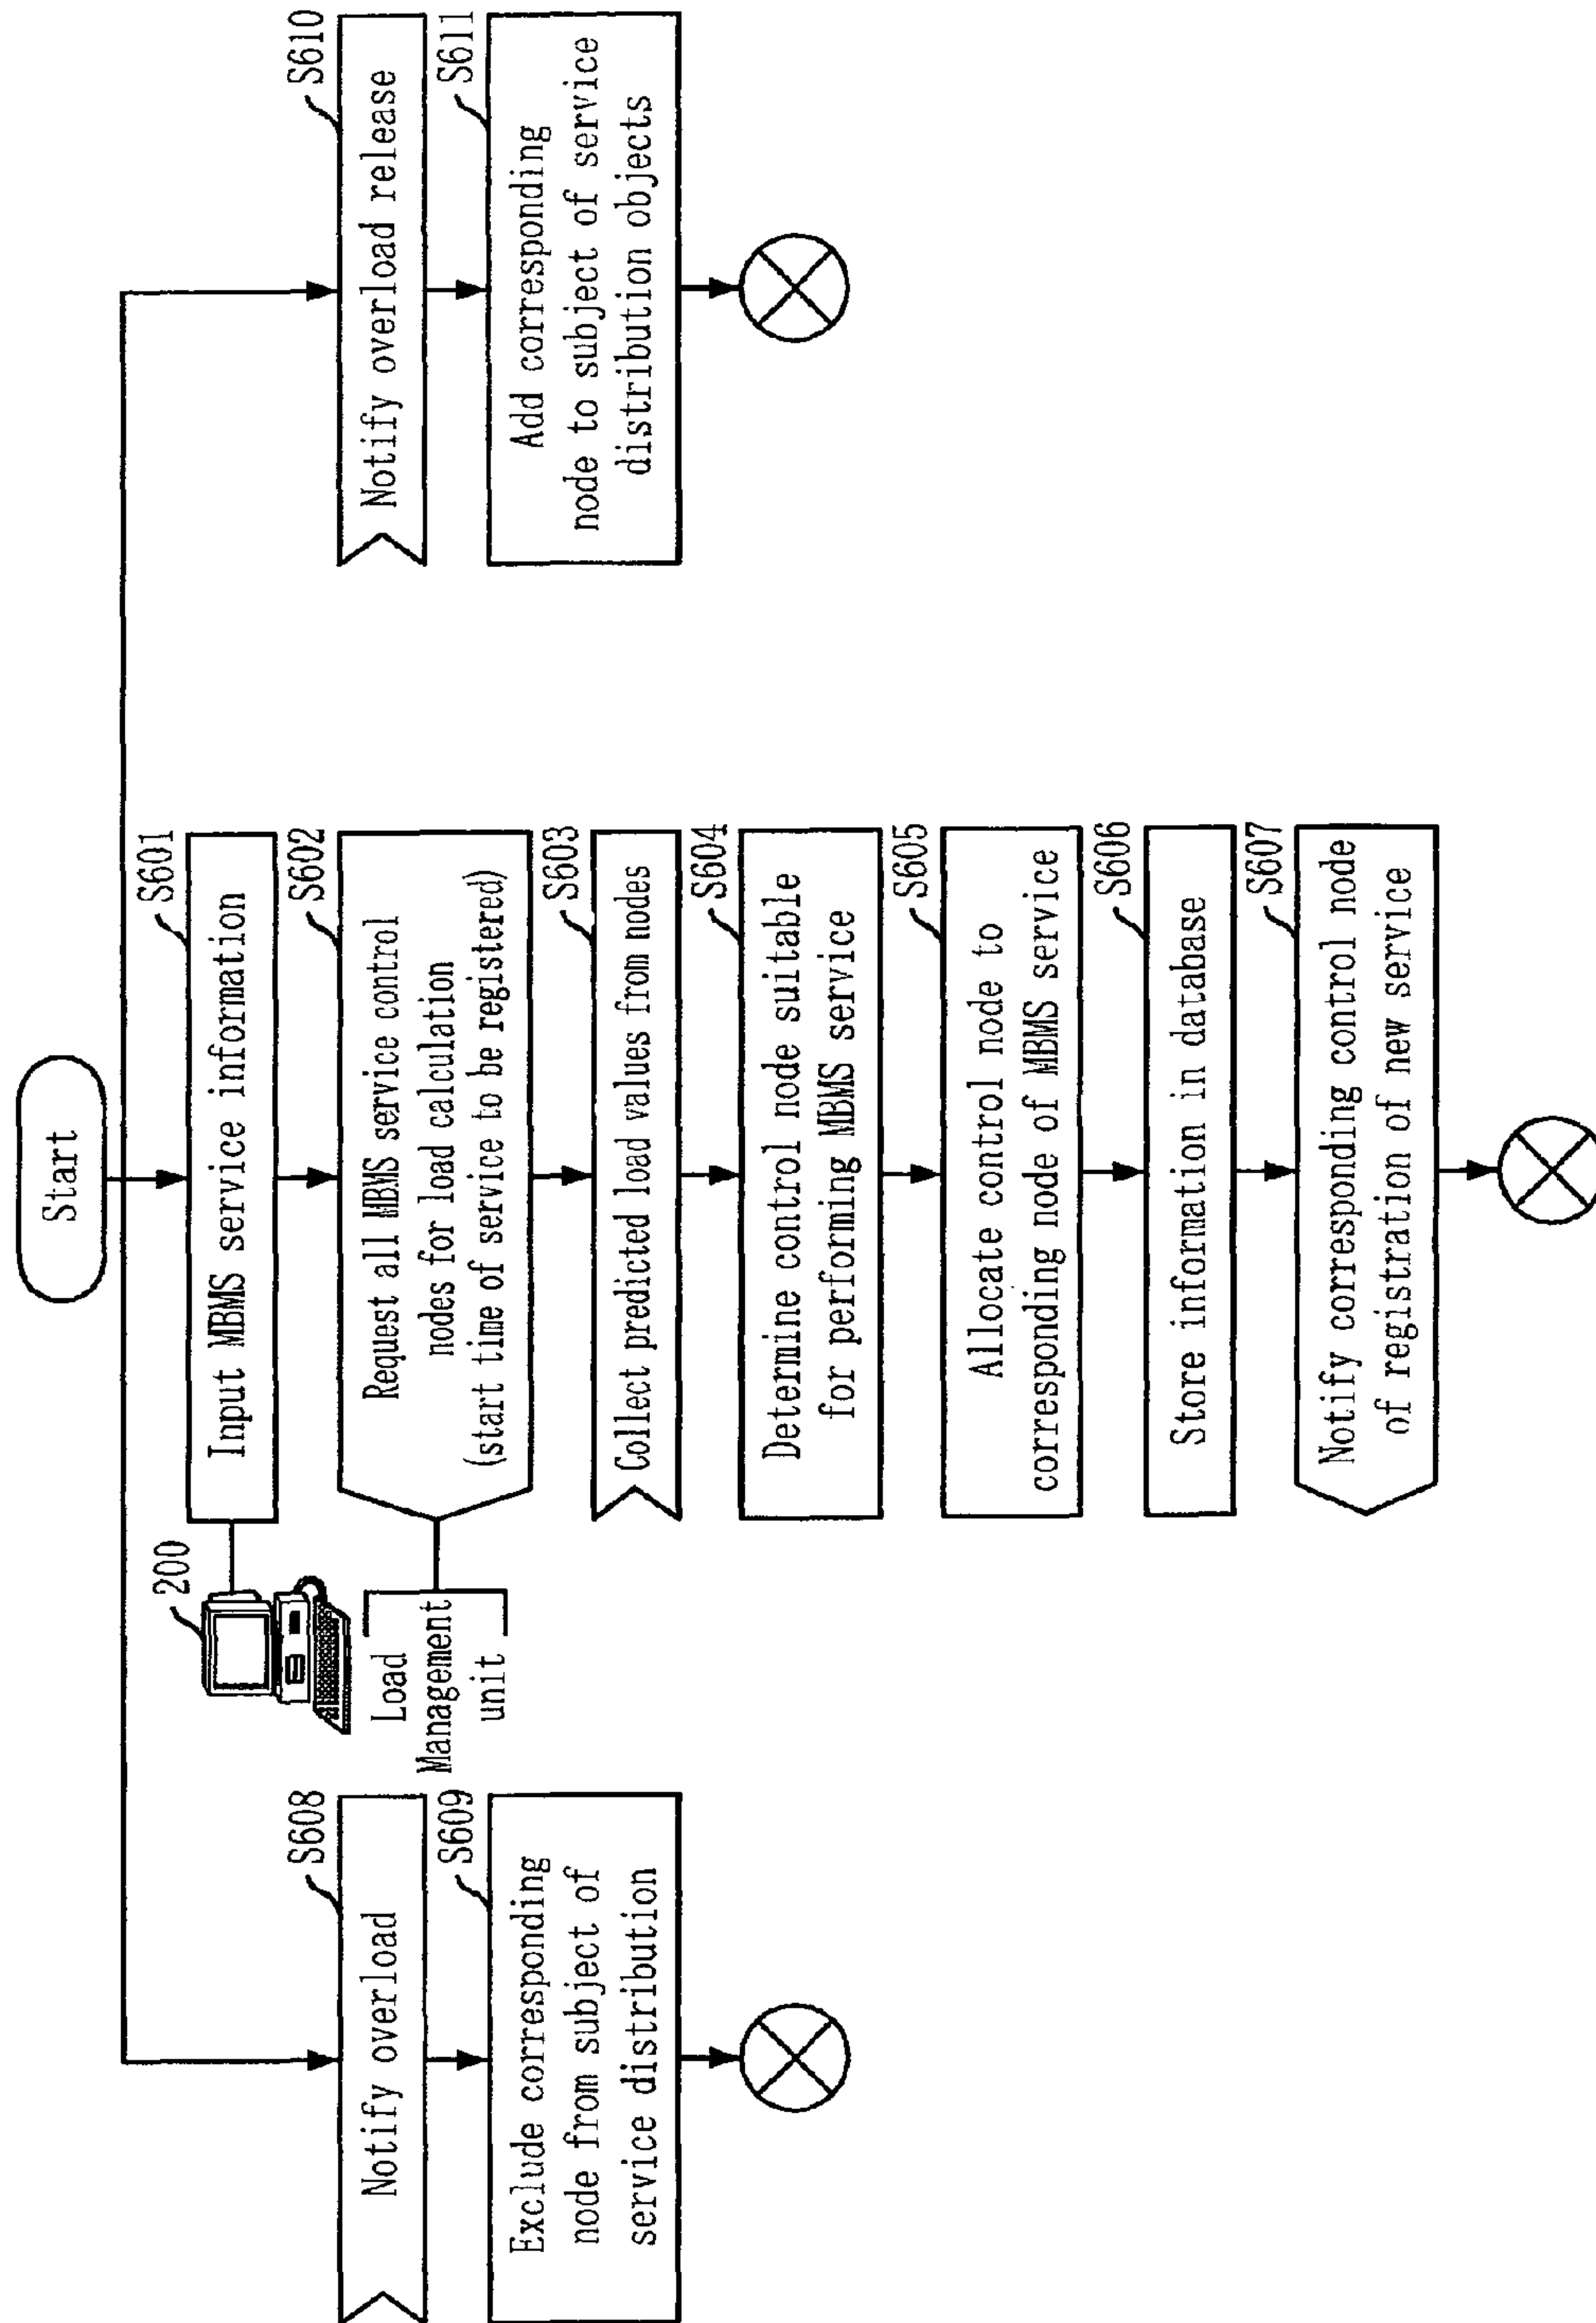 Start
S608
Notify overload
S609
Exclude corresponding
node from subject of
service distribution
200
Load
Management
unit
S601
Input MBMS service information
S602
Request all MBMS service control
nodes for load calculation
(start time of service to be registered)
S603
Collect predicted load values from nodes
S604
Determine control node suitable
for performing MBMS service
S605
Allocate control node to
corresponding node of MBMS service
S606
Store information in database
S607
Notify corresponding control node
of registration of new service
S610
Notify overload release
S611
Add corresponding
node to subject of service
distribution objects